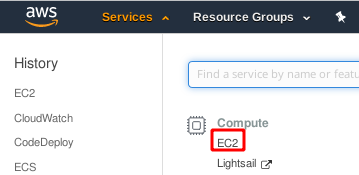 aws
Services
Resource Groups
History
EC2
CloudWatch
CodeDeploy
ECS
Find a service by name or featu
Compute
EC2
Lightsail